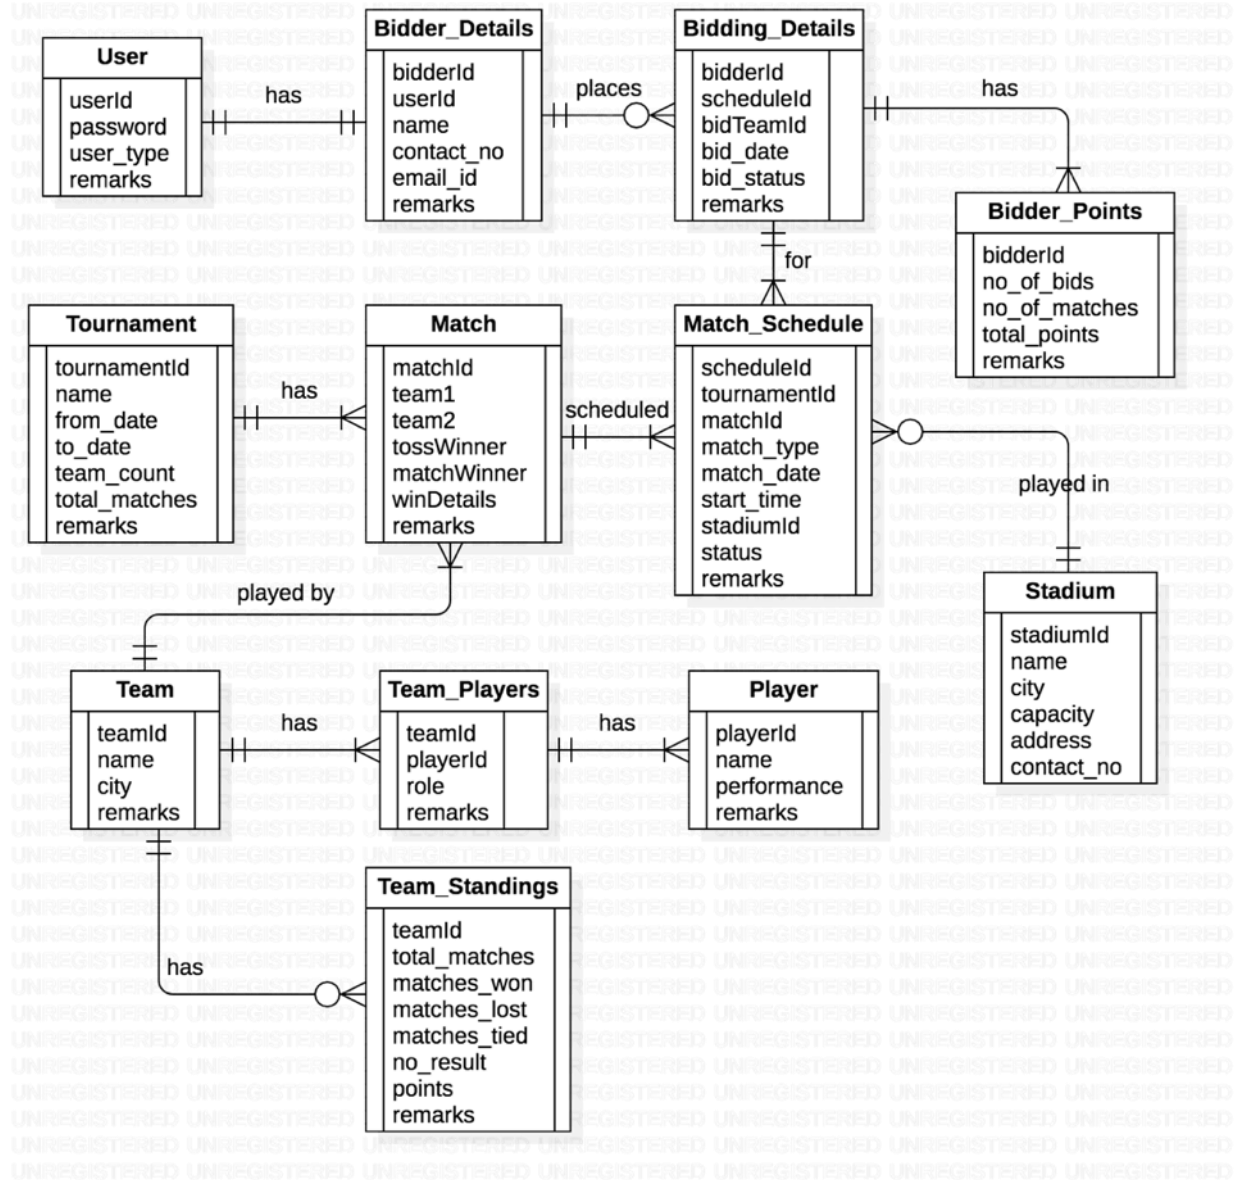 User
userId
password
user_type
remarks
has
Bidder_Details
bidderId
userId
name
contact_no
email_id
remarks
places
Bidding_Details
bidderId
scheduleId
bidTeamId
bid_date
bid_status
remarks
has
Bidder_Points
bidderId
no_of_bids
no_of_matches
total_points
remarks
for
Tournament
tournamentId
name
from_date
to_date
team_count
total_matches
remarks
has
Match
matchId
team1
team2
tossWinner
matchWinner
winDetails
remarks
scheduled
Match_Schedule
scheduleId
tournamentId
matchId
match_type
match_date
start_time
stadiumId
status
remarks
played in
Stadium
stadiumId
name
city
capacity
address
contact_no
played by
Team
teamId
name
city
remarks
has
Team_Players
teamId
playerId
role
remarks
has
Player
playerId
name
performance
remarks
has
Team_Standings
teamId
total_matches
matches_won
matches_lost
matches_tied
no_result
points
remarks
UNREGISTERED